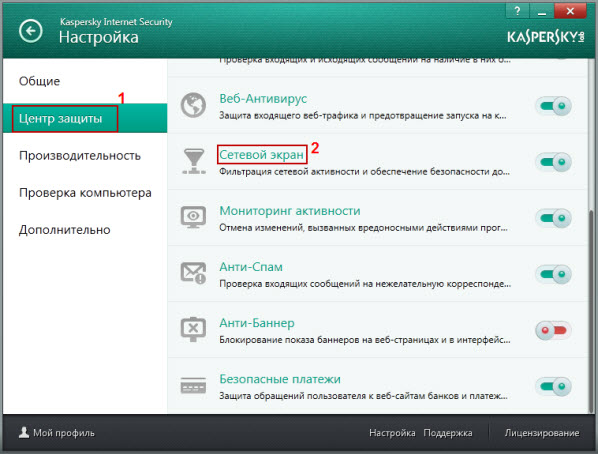 Kaspersky Internet Security
Настройка
?
KASPERSKY
Общие
1
Центр защиты
Производительность
Проверка компьютера
Дополнительно
Проверка входящих и исходящих сообщений на наличие в них о...
Веб-Антивирус
Защита входящего веб-трафика и предотвращение запуска на к...
Сетевой экран 2
Фильтрация сетевой активности и обеспечение безопасности до...
Мониторинг активности
Отмена изменений, вызванных вредоносными действиями прог...
Анти-Спам
Проверка входящих сообщений на нежелательную корреспонде...
Анти-Баннер
Блокирование показа баннеров на веб-страницах и в интерфейс...
Безопасные платежи
Защита обращений пользователя к веб-сайтам банков и платеж...
Мой профиль
Настройка Поддержка Лицензирование